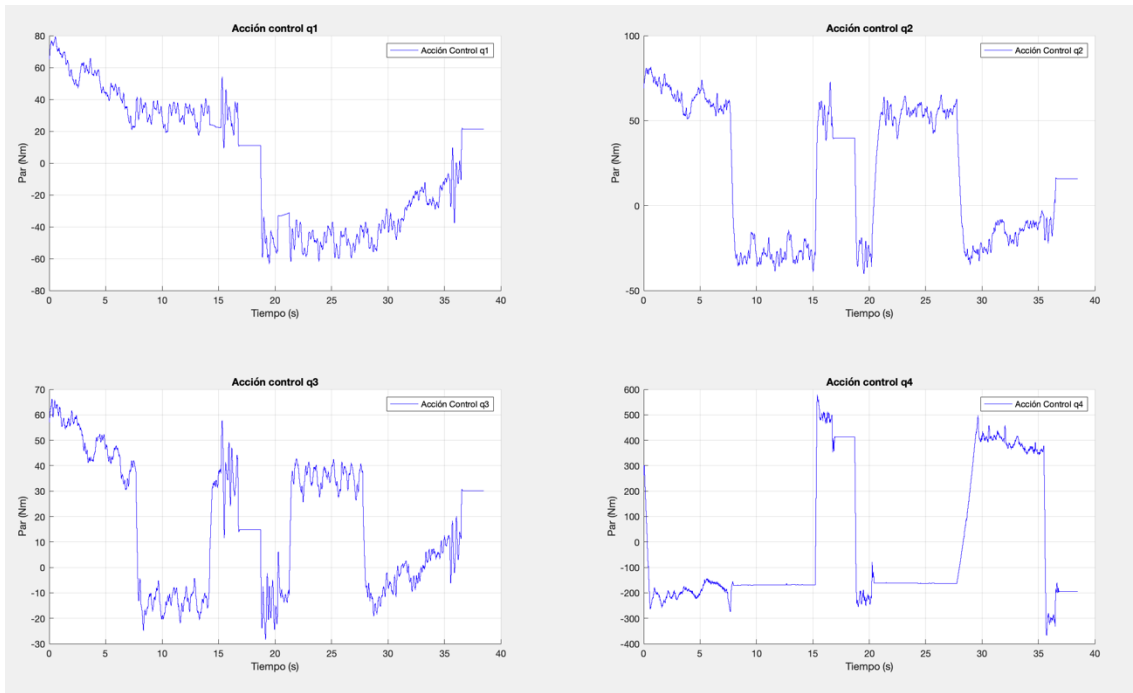 Acción control q1
Acción Control q1
80
60
40
20
0
-20
-40
-60
-80
Par (Nm)
0 5 10 15 20 25 30 35 40
Tiempo (s)
Acción control q2
Acción Control q2
100
50
0
-50
Par (Nm)
0 5 10 15 20 25 30 35 40
Tiempo (s)
Acción control q3
Acción Control q3
70
60
50
40
30
20
10
0
-10
-20
-30
Par (Nm)
0 5 10 15 20 25 30 35 40
Tiempo (s)
Acción control q4
Acción Control q4
600
500
400
300
200
100
0
-100
-200
-300
-400
Par (Nm)
0 5 10 15 20 25 30 35 40
Tiempo (s)